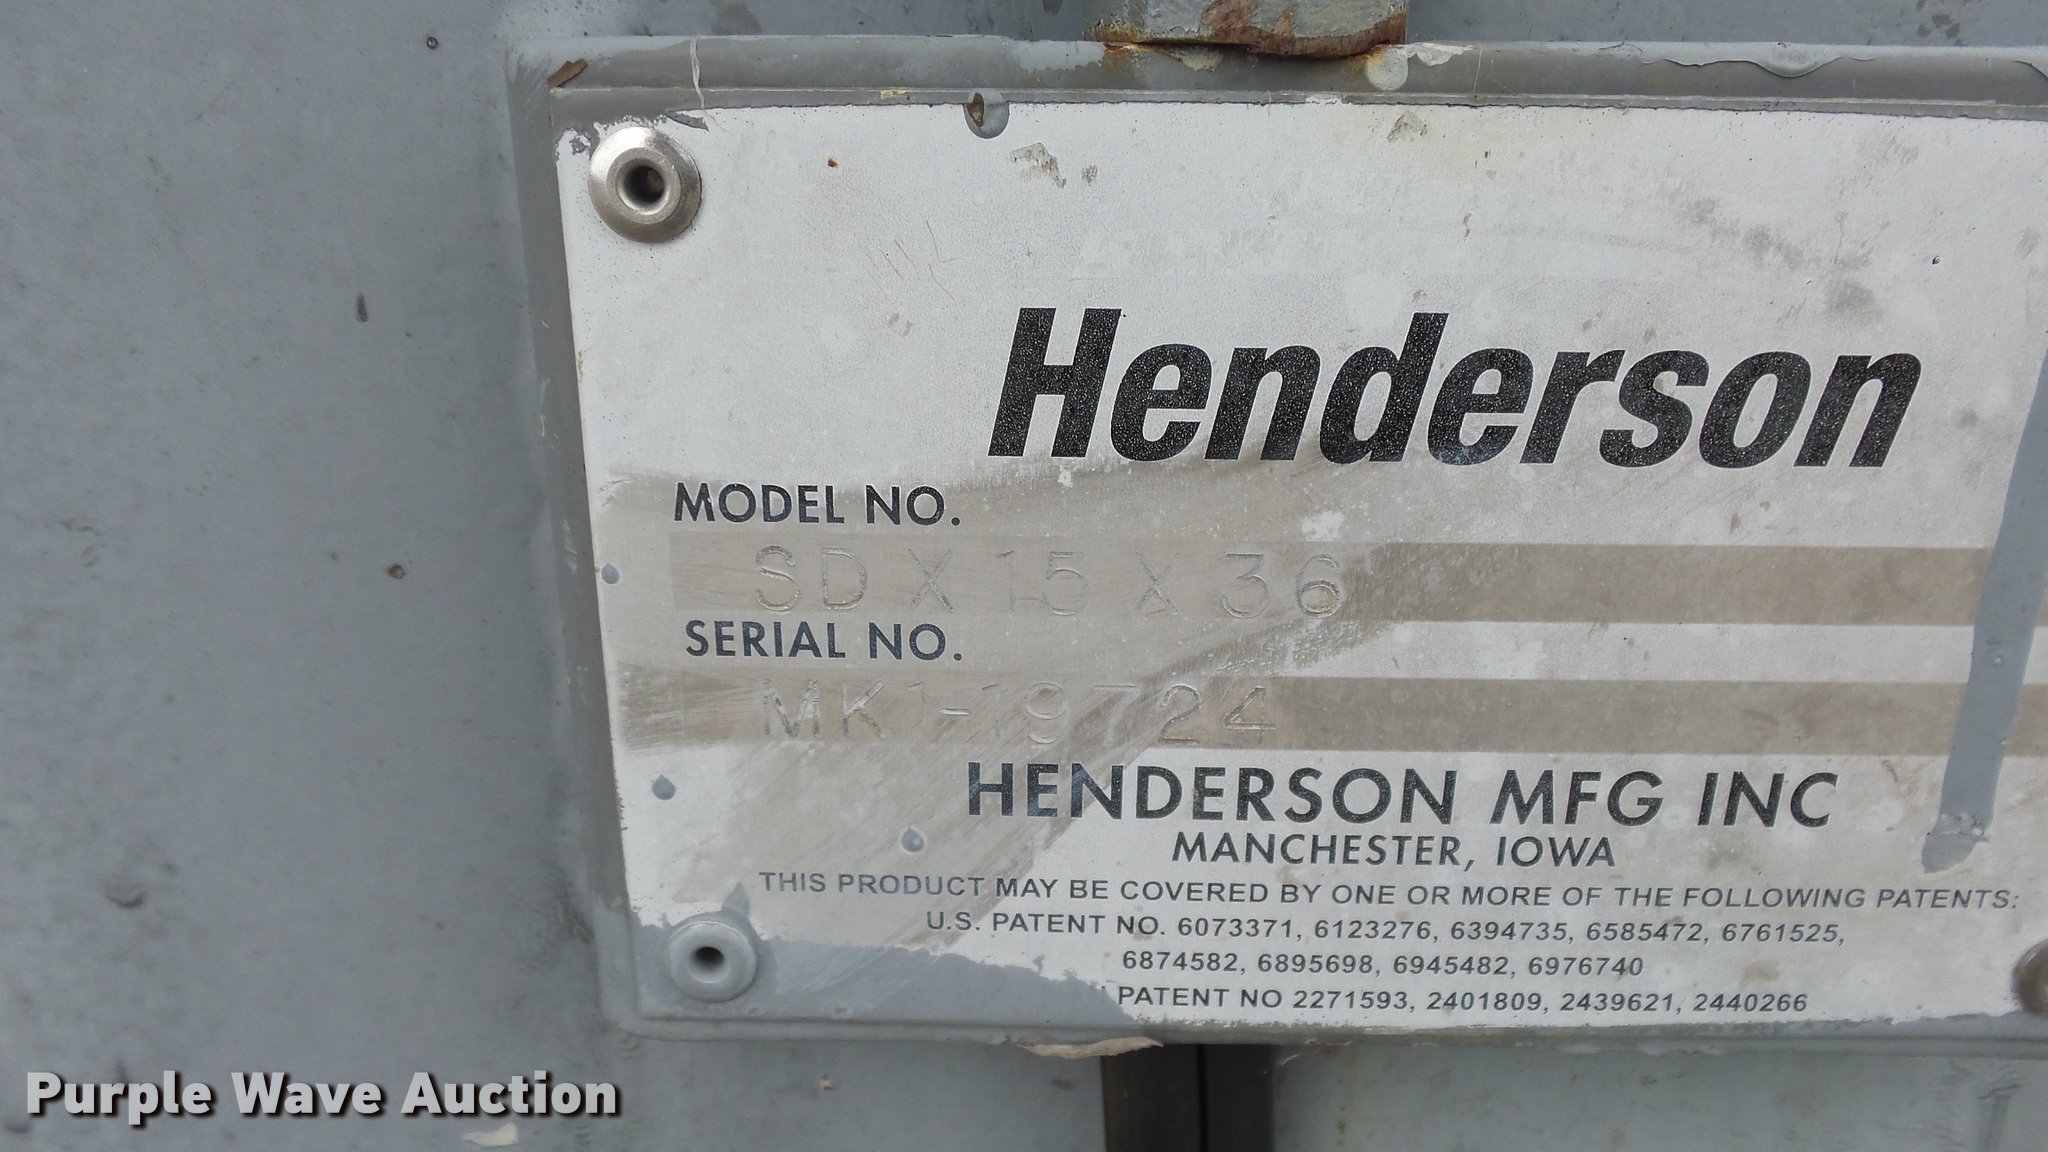 Henderson
MODEL NO.
SD X 15 X 36
SERIAL NO.
MK1-19724
HENDERSON MFG INC
MANCHESTER, IOWA
THIS PRODUCT MAY BE COVERED BY ONE OR MORE OF THE FOLLOWING PATENTS:
U.S. PATENT NO. 6073371, 6123276, 6394735, 6585472, 6761525,
6874582, 6895698, 6945482, 6976740
PATENT NO 2271593, 2401809, 2439621, 2440266
Purple Wave Auction